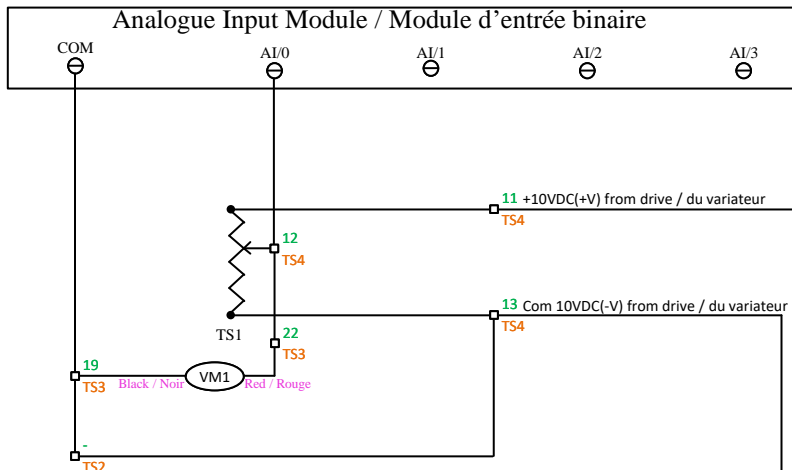 Analogue Input Module / Module d'entrée binaire
COM
AI/0
AI/1
AI/2
AI/3
11 +10VDC(+V) from drive / du variateur
TS4
12
TS4
13 Com 10VDC(-V) from drive / du variateur
TS4
TS1
22
TS3
19
TS3
Black / Noir
VM1
Red / Rouge
-
TS2